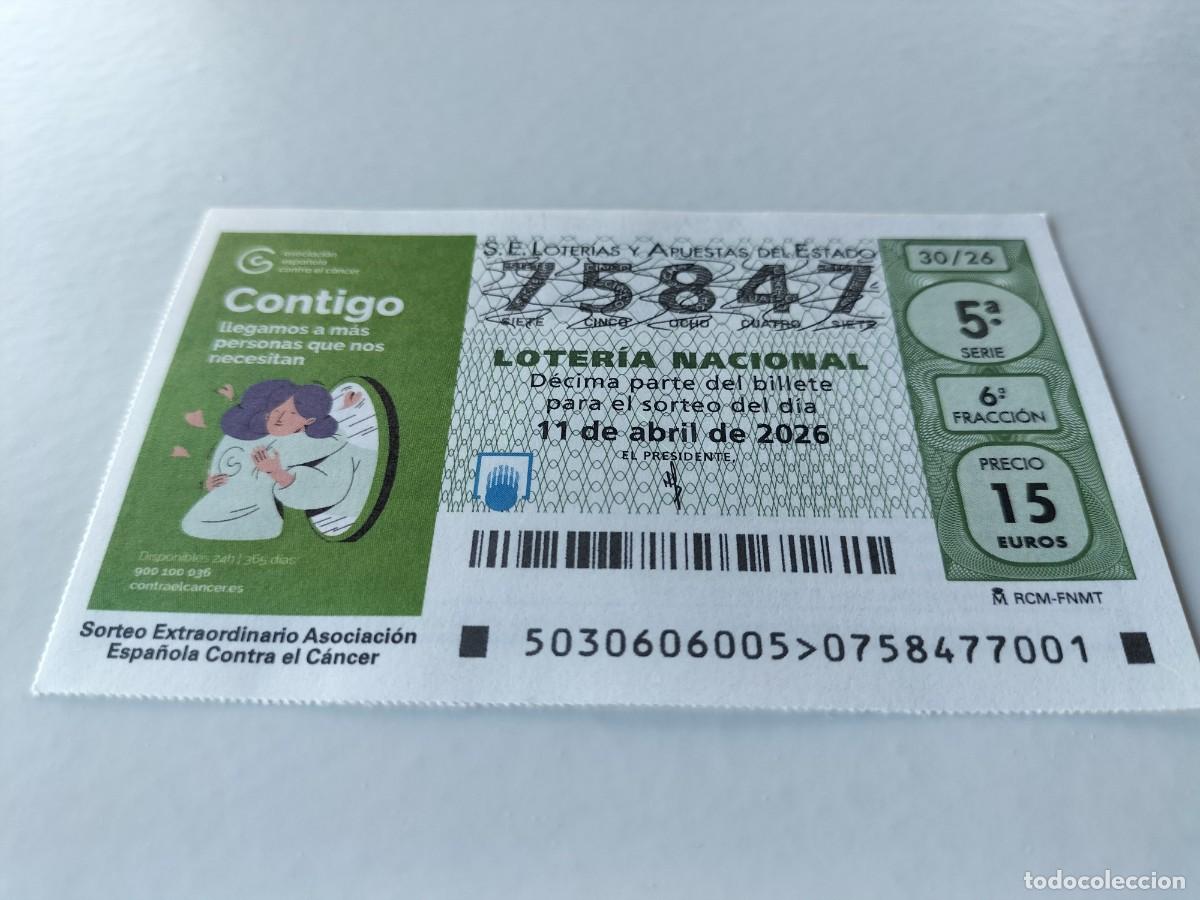 asociación
española
contra el cáncer
Contigo
llegamos a más
personas que nos
necesitan
Disponibles 24h | 365 días
900 100 036
contraelcancer.es
Sorteo Extraordinario Asociación
Española Contra el Cáncer
S. E. LOTERÍAS Y APUESTAS DEL ESTADO
75847
SIETE CINCO OCHO CUATRO SIETE
LOTERÍA NACIONAL
Décima parte del billete
para el sorteo del día
11 de abril de 2026
EL PRESIDENTE,
30/26
5ª
SERIE
6ª
FRACCIÓN
PRECIO
15
EUROS
RCM-FNMT
5030606005>0758477001
todocoleccion